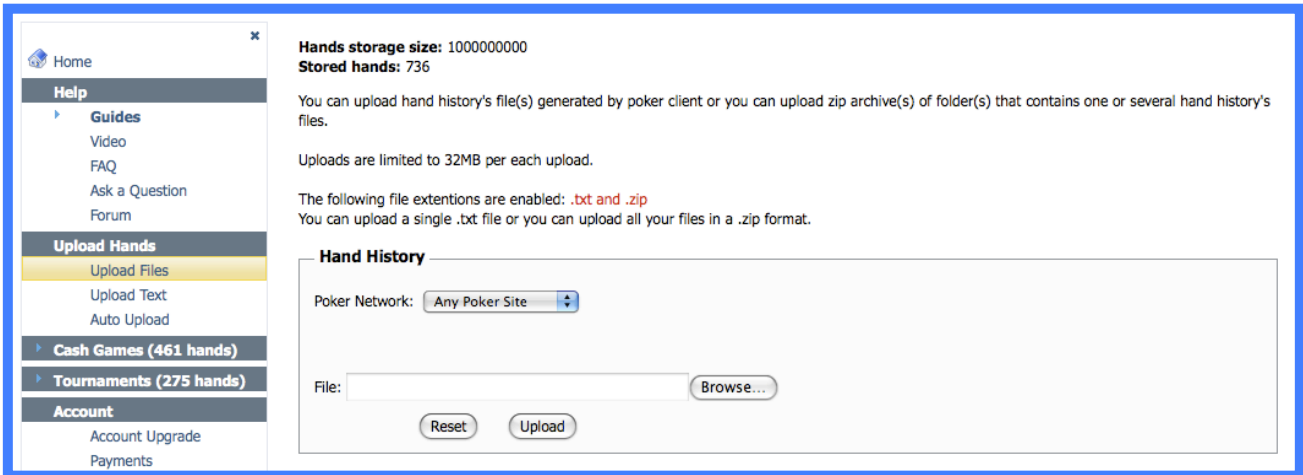 Home
Help
Guides
Video
FAQ
Ask a Question
Forum
Upload Hands
Upload Files
Upload Text
Auto Upload
Cash Games (461 hands)
Tournaments (275 hands)
Account
Account Upgrade
Payments
Hands storage size: 1000000000
Stored hands: 736
You can upload hand history's file(s) generated by poker client or you can upload zip archive(s) of folder(s) that contains one or several hand history's
files.
Uploads are limited to 32MB per each upload.
The following file extentions are enabled: .txt and .zip
You can upload a single .txt file or you can upload all your files in a .zip format.
Hand History
Poker Network: Any Poker Site
File: Browse...
Reset Upload